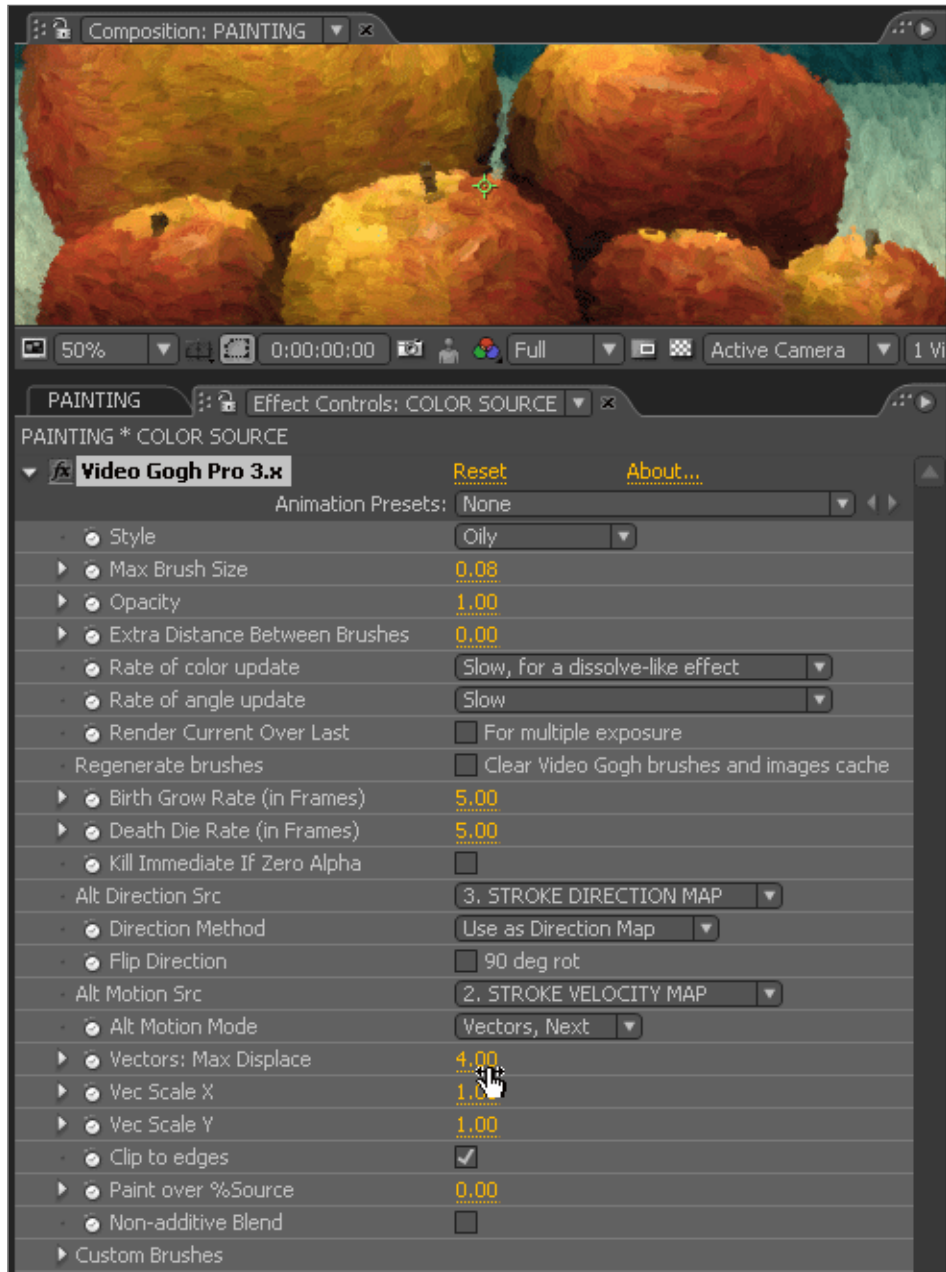 Composition: PAINTING
50% 0:00:00:00 Full Active Camera 1 Vi
PAINTING Effect Controls: COLOR SOURCE
PAINTING * COLOR SOURCE
fx Video Gogh Pro 3.x Reset About...
Animation Presets: None
Style Oily
Max Brush Size 0.08
Opacity 1.00
Extra Distance Between Brushes 0.00
Rate of color update Slow, for a dissolve-like effect
Rate of angle update Slow
Render Current Over Last For multiple exposure
Regenerate brushes Clear Video Gogh brushes and images cache
Birth Grow Rate (in Frames) 5.00
Death Die Rate (in Frames) 5.00
Kill Immediate If Zero Alpha
Alt Direction Src 3. STROKE DIRECTION MAP
Direction Method Use as Direction Map
Flip Direction 90 deg rot
Alt Motion Src 2. STROKE VELOCITY MAP
Alt Motion Mode Vectors, Next
Vectors: Max Displace 4.00
Vec Scale X
Vec Scale Y 1.00
Clip to edges
Paint over %Source 0.00
Non-additive Blend
Custom Brushes